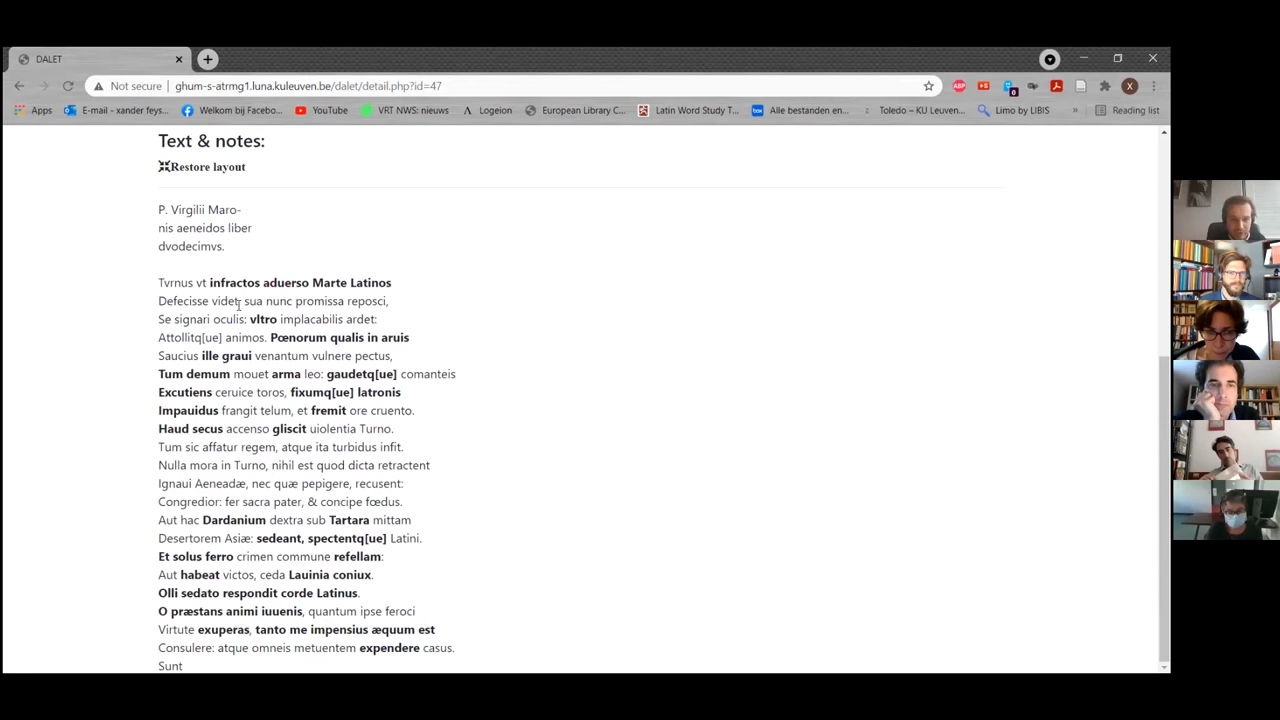 DALET
Not secure | ghum-s-atrmg1.luna.kuleuven.be/dalet/detail.php?id=47
Apps E-mail - xander feys... Welkom bij Facebo... YouTube VRT NWS: nieuws Logeion European Library C... Latin Word Study T... Alle bestanden en... Toledo – KU Leuven... Limo by LIBIS » Reading list
Text & notes:
Restore layout
P. Virgilii Maro-
nis aeneidos liber
dvodecimvs.
Tvrnus vt infractos aduerso Marte Latinos
Defecisse videt, sua nunc promissa reposci,
Se signari oculis: vltro implacabilis ardet:
Attollitq[ue] animos. Pœnorum qualis in aruis
Saucius ille graui venantum vulnere pectus,
Tum demum mouet arma leo: gaudetq[ue] comanteis
Excutiens ceruice toros, fixumq[ue] latronis
Impauidus frangit telum, et fremit ore cruento.
Haud secus accenso gliscit uiolentia Turno.
Tum sic affatur regem, atque ita turbidus infit.
Nulla mora in Turno, nihil est quod dicta retractent
Ignaui Aeneadæ, nec quæ pepigere, recusent:
Congredior: fer sacra pater, & concipe fœdus.
Aut hac Dardanium dextra sub Tartara mittam
Desertorem Asiæ: sedeant, spectentq[ue] Latini.
Et solus ferro crimen commune refellam:
Aut habeat victos, ceda Lauinia coniux.
Olli sedato respondit corde Latinus.
O præstans animi iuuenis, quantum ipse feroci
Virtute exuperas, tanto me impensius æquum est
Consulere: atque omneis metuentem expendere casus.
Sunt